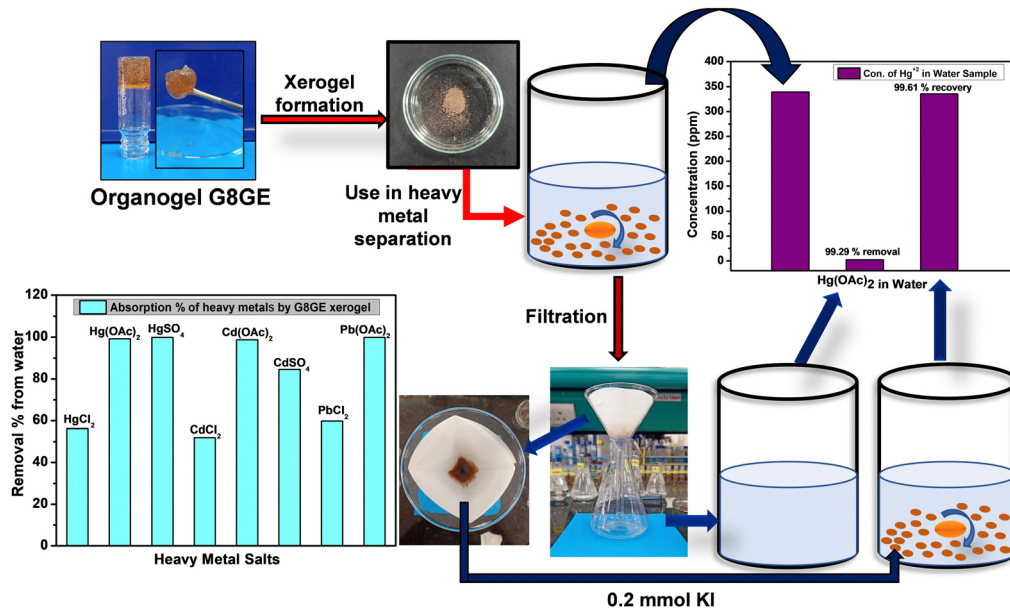 Organogel G8GE
Xerogel
formation
Use in heavy
metal
separation
Filtration
Con. of Hg⁺² in Water Sample
99.61 % recovery
99.29 % removal
Concentration (ppm)
400
350
300
250
200
150
100
50
0
Hg(OAc)₂ in Water
Absorption % of heavy metals by G8GE xerogel
Removal % from water
120
100
80
60
40
20
0
HgCl₂
Hg(OAc)₂
HgSO₄
CdCl₂
Cd(OAc)₂
CdSO₄
PbCl₂
Pb(OAc)₂
Heavy Metal Salts
0.2 mmol KI